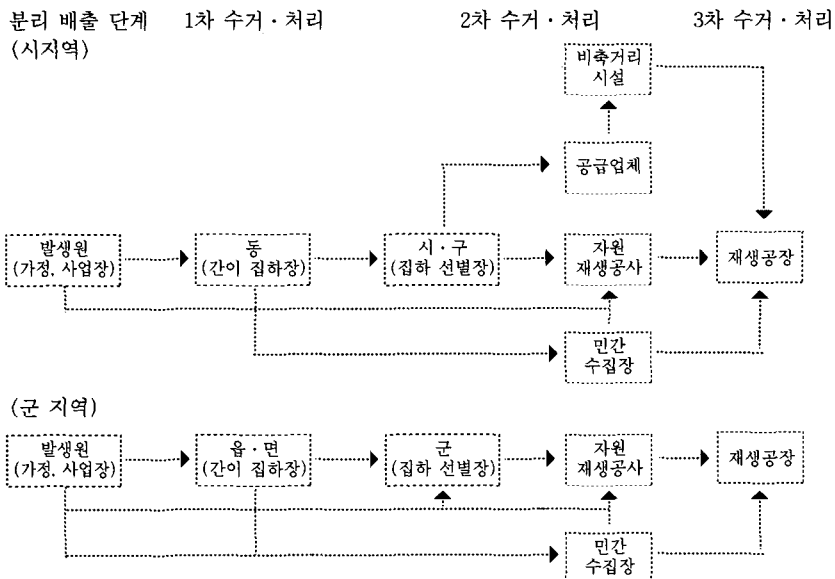 분리 배출 단계 1차 수거 · 처리 2차 수거 · 처리 3차 수거 · 처리
(시지역)
비축거리
시설
공급업체
발생원
(가정, 사업장)
동
(간이 집하장)
시 · 구
(집하 선별장)
자원
재생공사
재생공장
민간
수집장
(군 지역)
발생원
(가정, 사업장)
읍 · 면
(간이 집하장)
군
(집하 선별장)
자원
재생공사
재생공장
민간
수집장